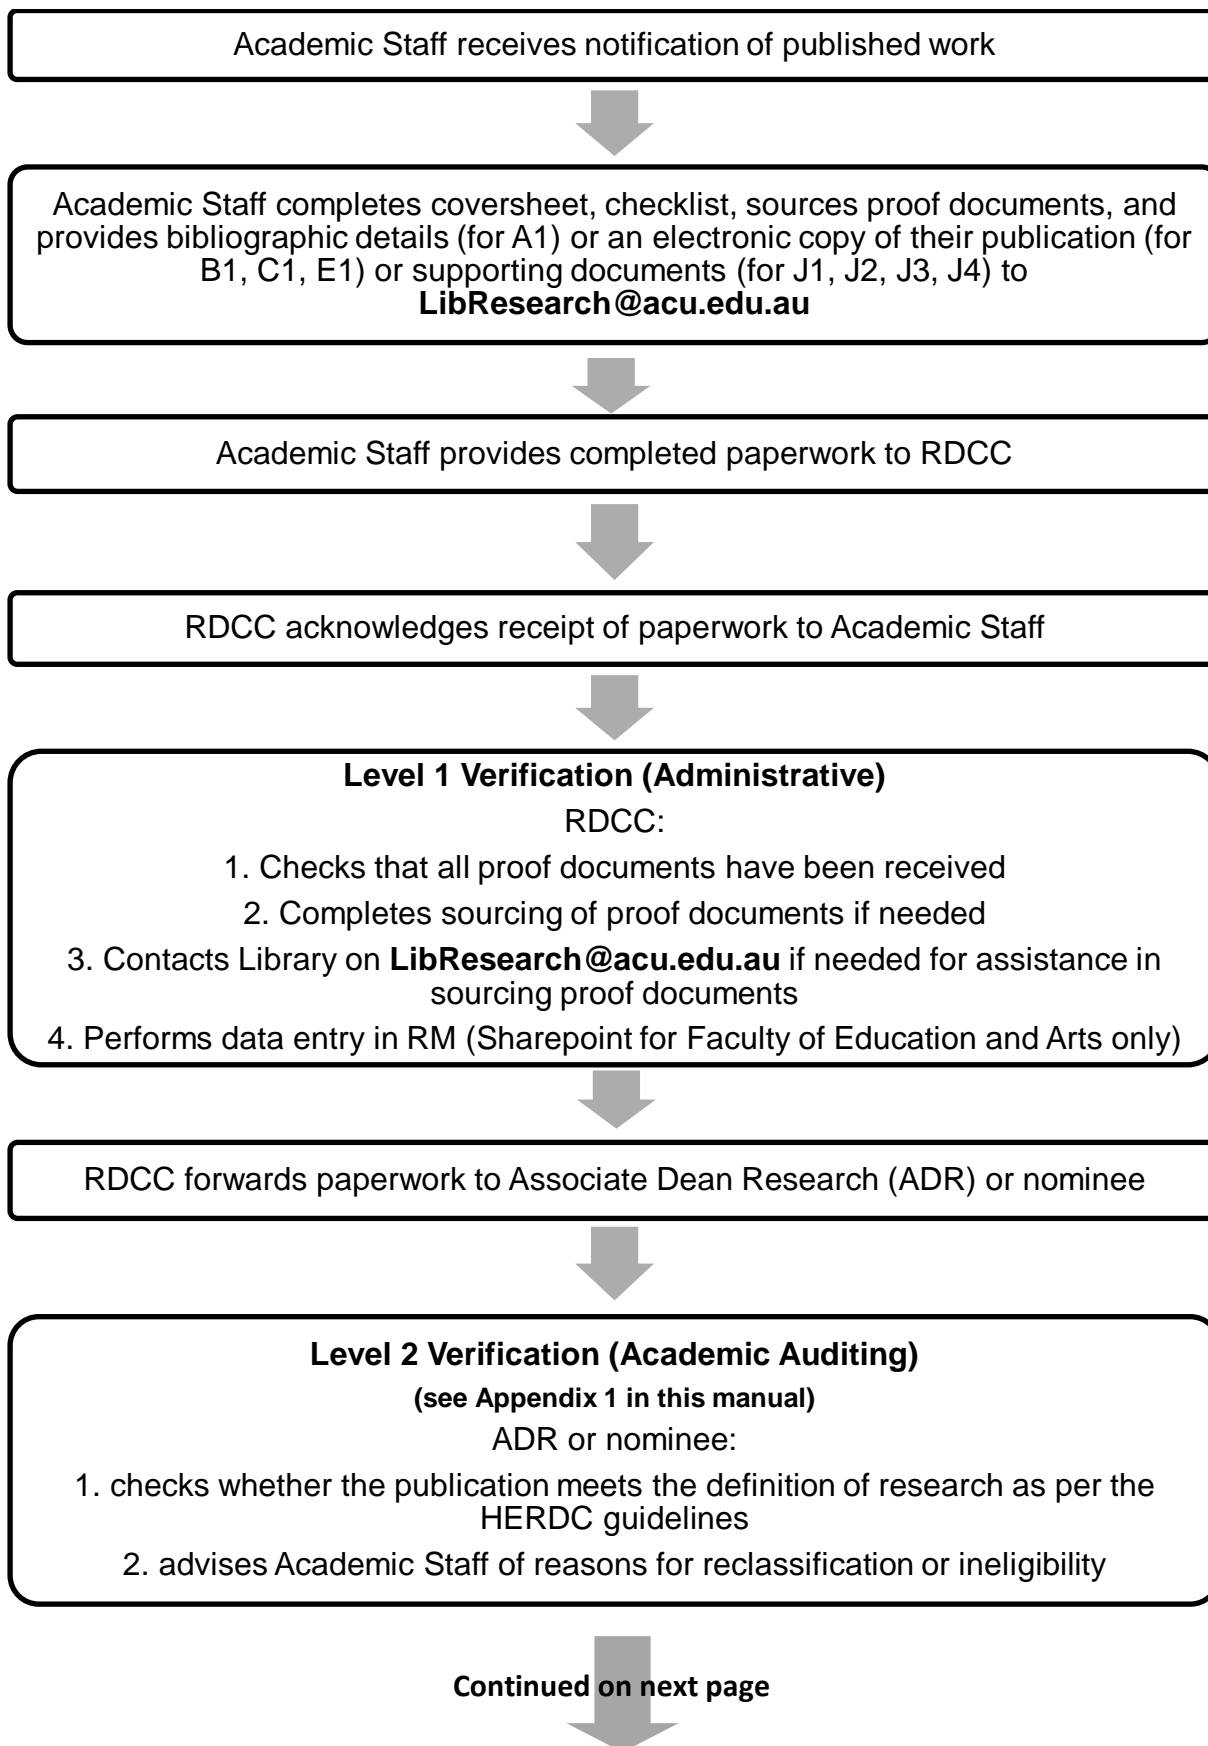 Academic Staff receives notification of published work
Academic Staff completes coversheet, checklist, sources proof documents, and
provides bibliographic details (for A1) or an electronic copy of their publication (for
B1, C1, E1) or supporting documents (for J1, J2, J3, J4) to
LibResearch@acu.edu.au
Academic Staff provides completed paperwork to RDCC
RDCC acknowledges receipt of paperwork to Academic Staff
Level 1 Verification (Administrative)
RDCC:
1. Checks that all proof documents have been received
2. Completes sourcing of proof documents if needed
3. Contacts Library on LibResearch@acu.edu.au if needed for assistance in
sourcing proof documents
4. Performs data entry in RM (Sharepoint for Faculty of Education and Arts only)
RDCC forwards paperwork to Associate Dean Research (ADR) or nominee
Level 2 Verification (Academic Auditing)
(see Appendix 1 in this manual)
ADR or nominee:
1. checks whether the publication meets the definition of research as per the
HERDC guidelines
2. advises Academic Staff of reasons for reclassification or ineligibility
Continued on next page